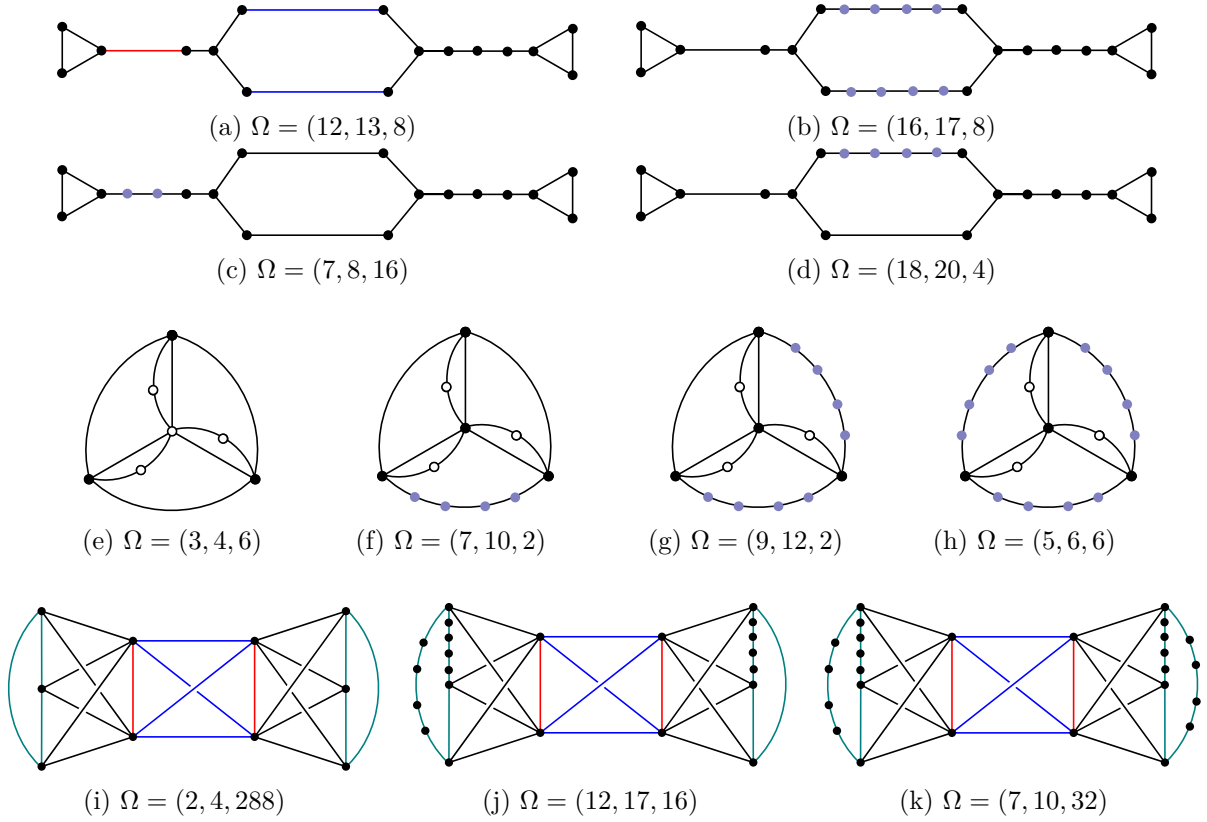 (a) Ω = (12, 13, 8)
(b) Ω = (16, 17, 8)
(c) Ω = (7, 8, 16)
(d) Ω = (18, 20, 4)
(e) Ω = (3, 4, 6)
(f) Ω = (7, 10, 2)
(g) Ω = (9, 12, 2)
(h) Ω = (5, 6, 6)
(i) Ω = (2, 4, 288)
(j) Ω = (12, 17, 16)
(k) Ω = (7, 10, 32)